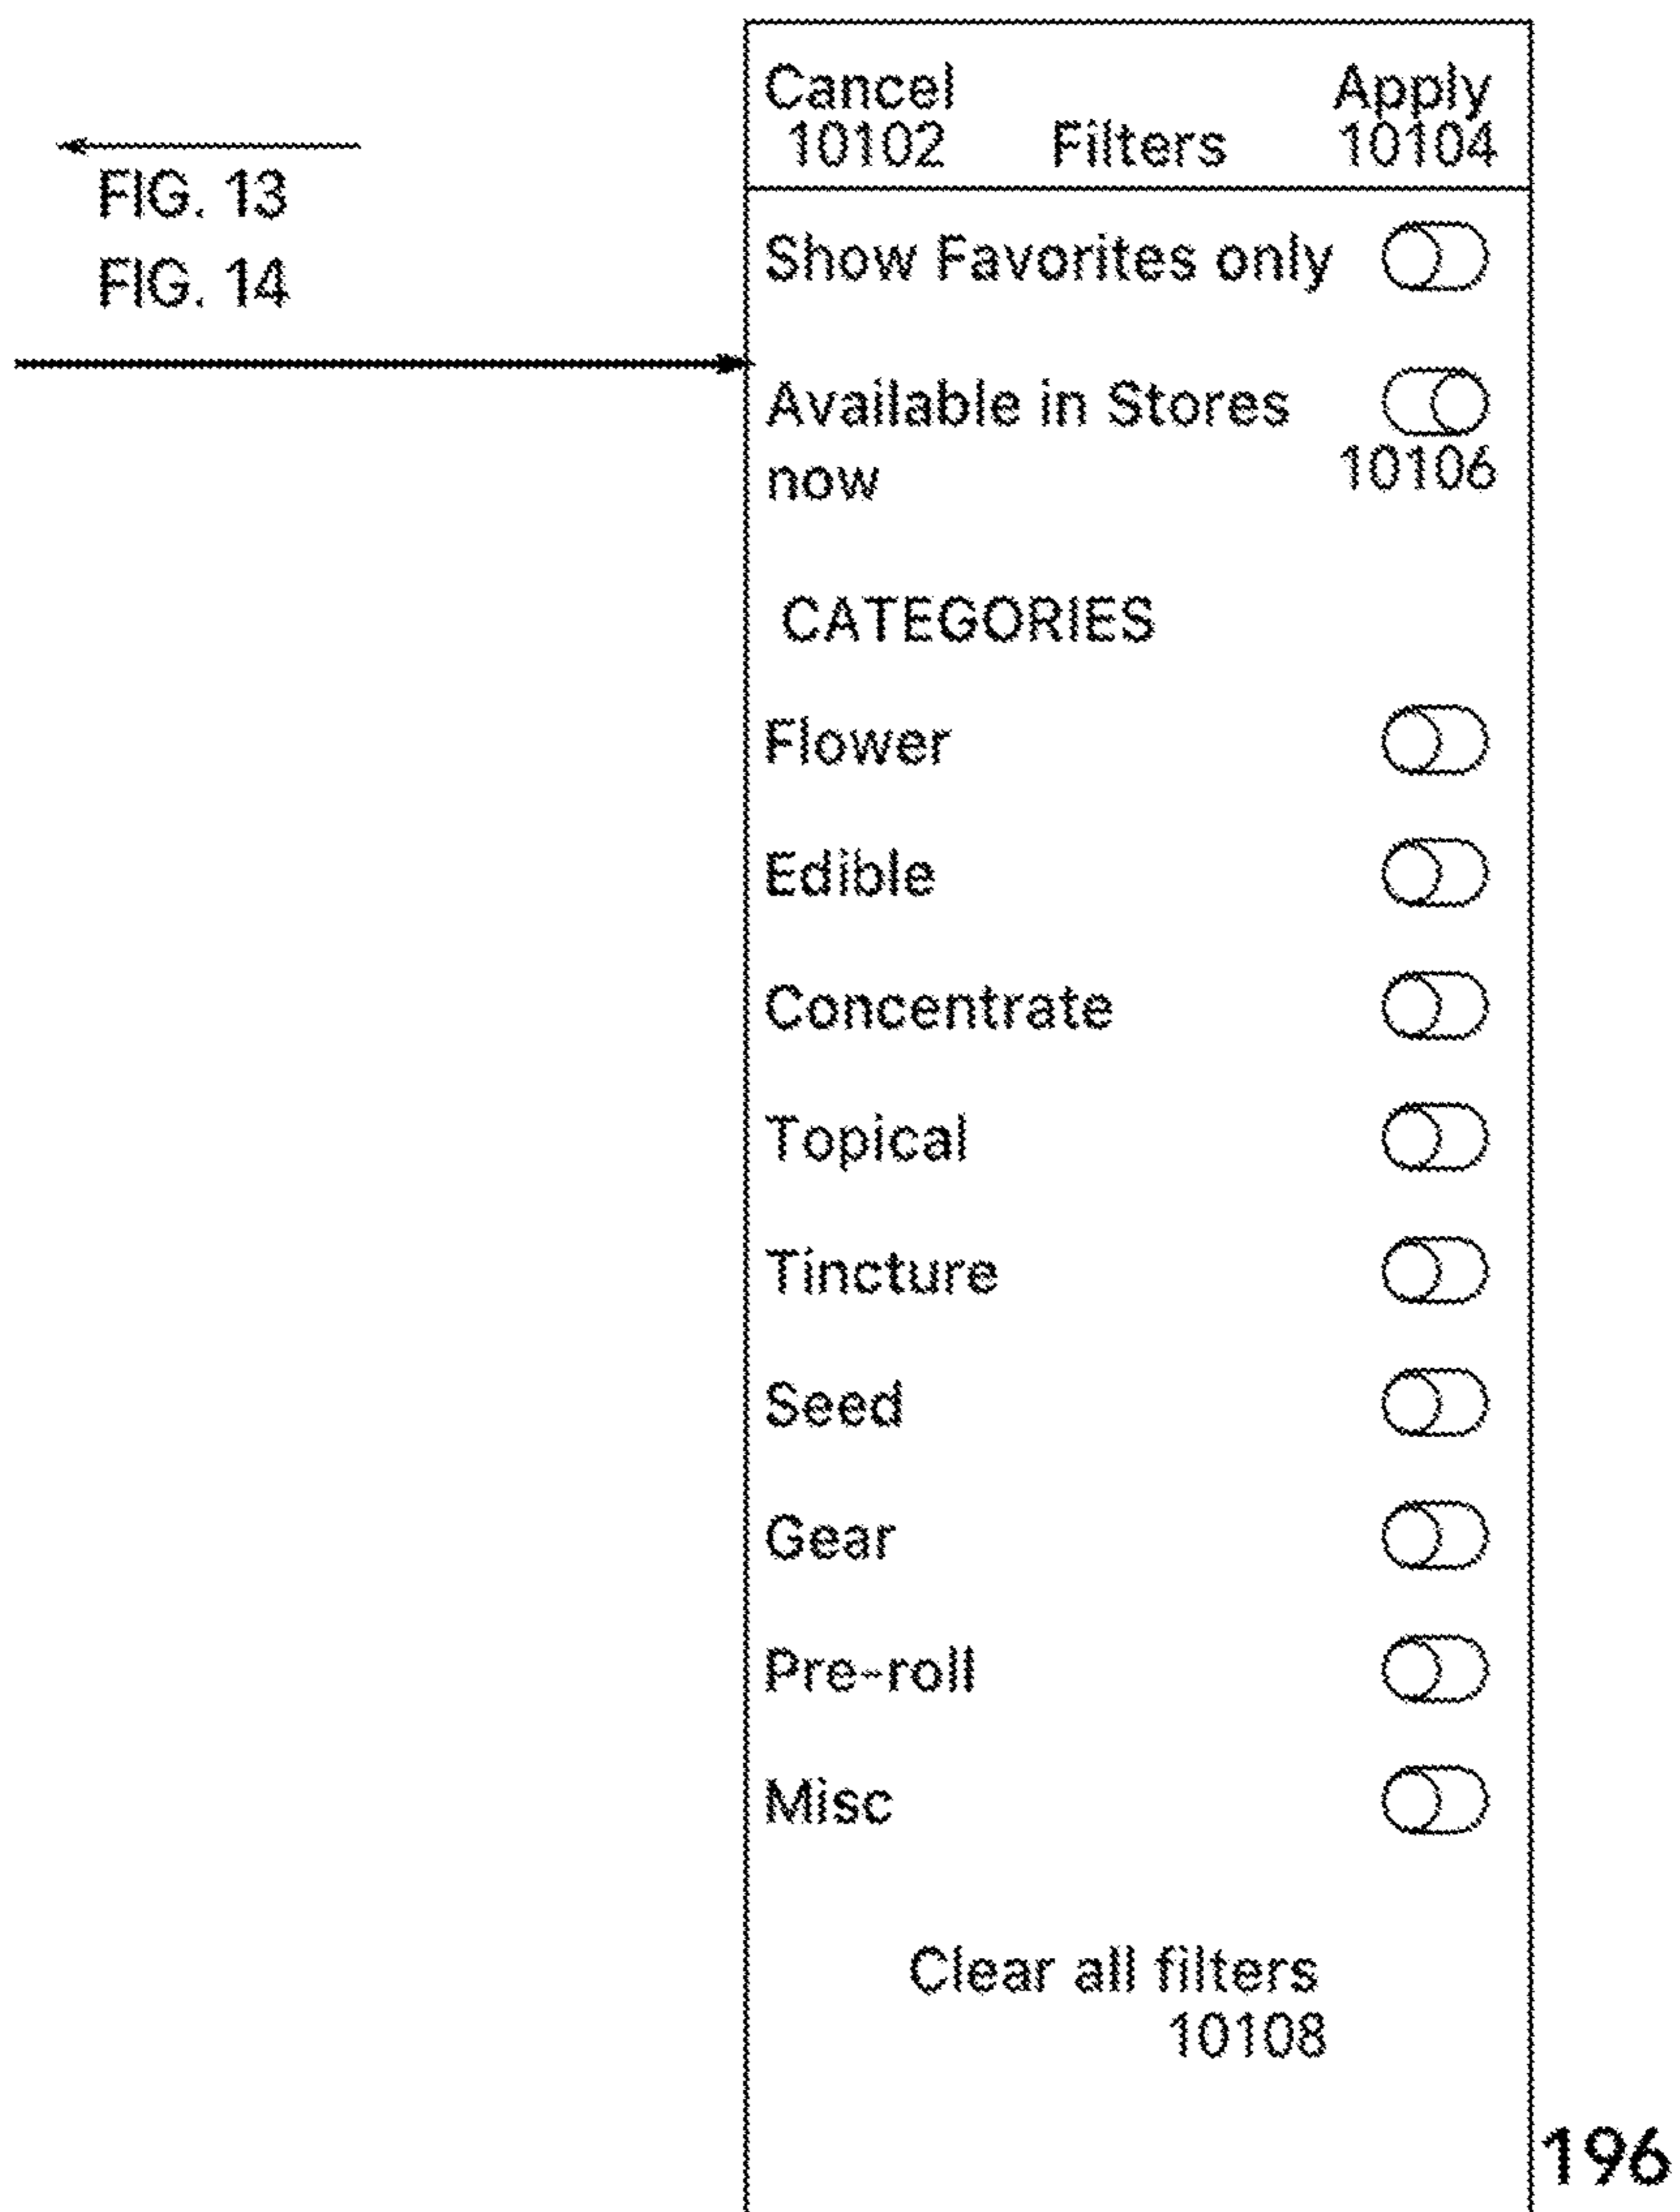 Cancel Apply
10102 Filters 10104
FIG. 13
FIG. 14
Show Favorites only
Available in Stores
now 10106
CATEGORIES
Flower
Edible
Concentrate
Topical
Tincture
Seed
Gear
Pre-roll
Misc
Clear all filters
10108
196